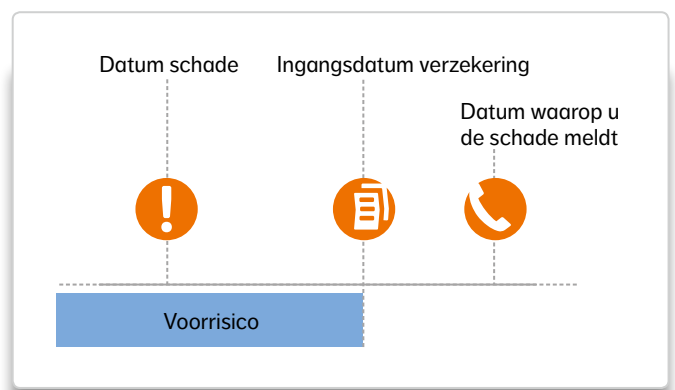 Datum schade
Ingangsdatum verzekering
Datum waarop u
de schade meldt
Voorrisico